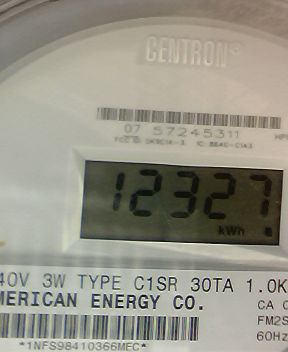 CENTRON
07 57245311
12327
kWh
40V 3W TYPE C1SR 30TA 1.0K
MERICAN ENERGY CO.
CA
FM2S
60Hz
*1NFS98410366MEC*